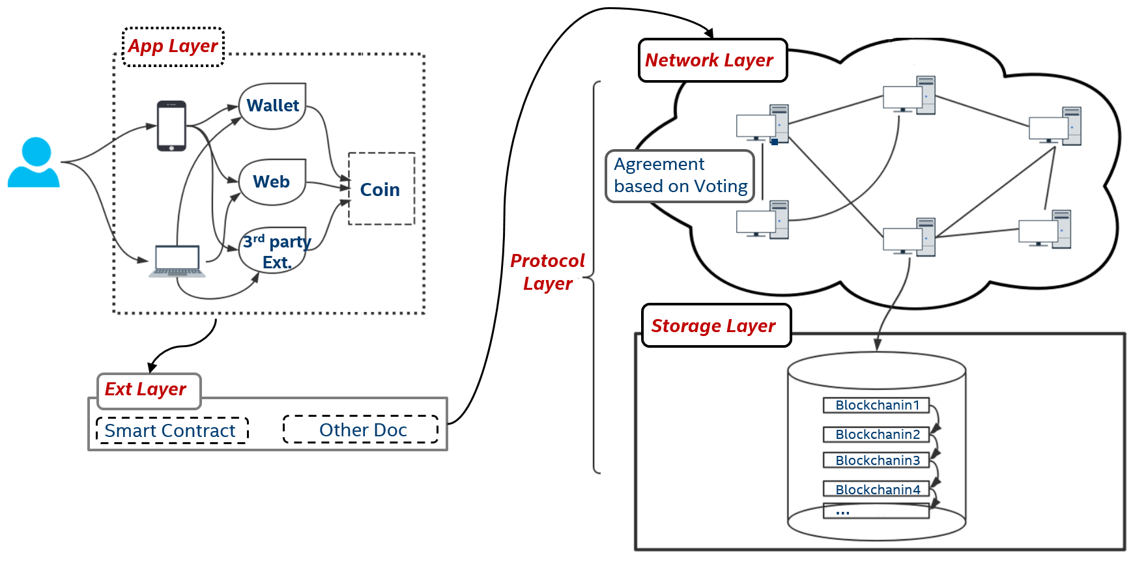 App Layer
Wallet
Web
3rd party
Ext.
Coin
Ext Layer
Smart Contract
Other Doc
Network Layer
Agreement
based on Voting
Protocol
Layer
Storage Layer
Blockchanin1
Blockchanin2
Blockchanin3
Blockchanin4
...